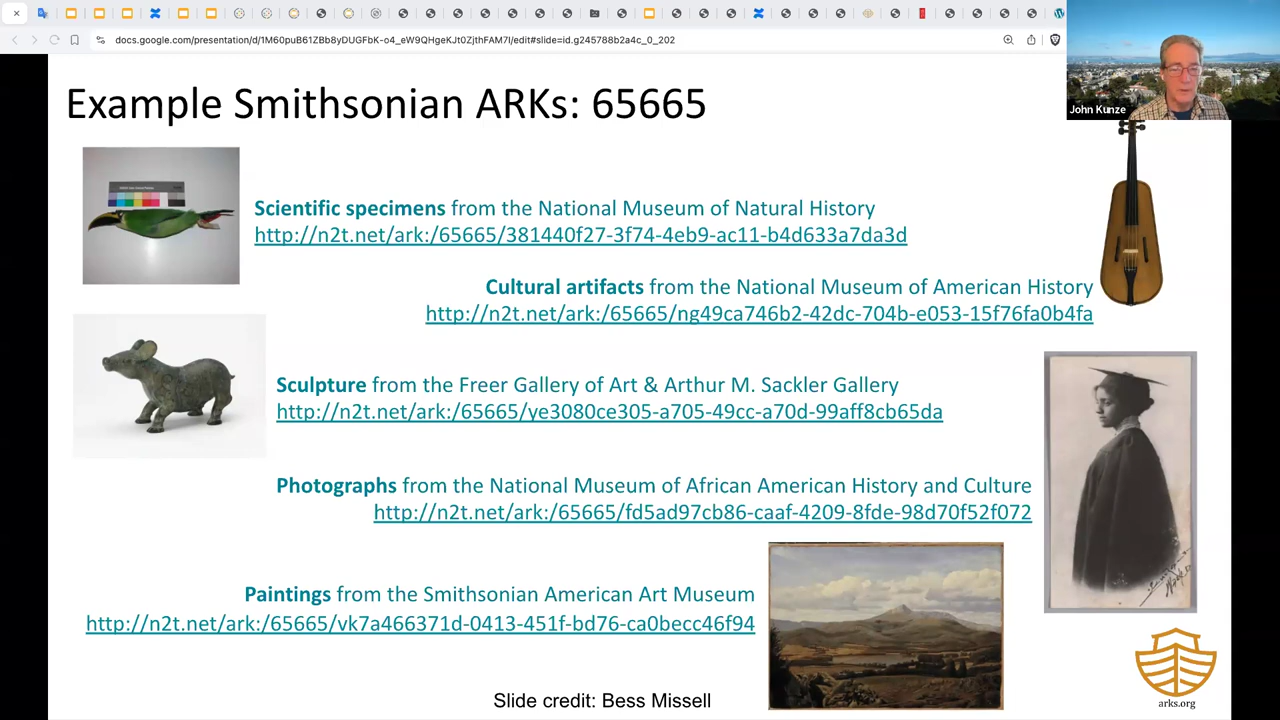 docs.google.com/presentation/d/1M60puB61ZBb8yDUGFbK-o4_eW9QHgeKJt0ZjthFAM7I/edit#slide=id.g245788b2a4c_0_202
John Kunze
Example Smithsonian ARKs: 65665
Scientific specimens from the National Museum of Natural History
http://n2t.net/ark:/65665/381440f27-3f74-4eb9-ac11-b4d633a7da3d
Cultural artifacts from the National Museum of American History
http://n2t.net/ark:/65665/ng49ca746b2-42dc-704b-e053-15f76fa0b4fa
Sculpture from the Freer Gallery of Art & Arthur M. Sackler Gallery
http://n2t.net/ark:/65665/ye3080ce305-a705-49cc-a70d-99aff8cb65da
Photographs from the National Museum of African American History and Culture
http://n2t.net/ark:/65665/fd5ad97cb86-caaf-4209-8fde-98d70f52f072
Paintings from the Smithsonian American Art Museum
http://n2t.net/ark:/65665/vk7a466371d-0413-451f-bd76-ca0becc46f94
Slide credit: Bess Missell
arks.org